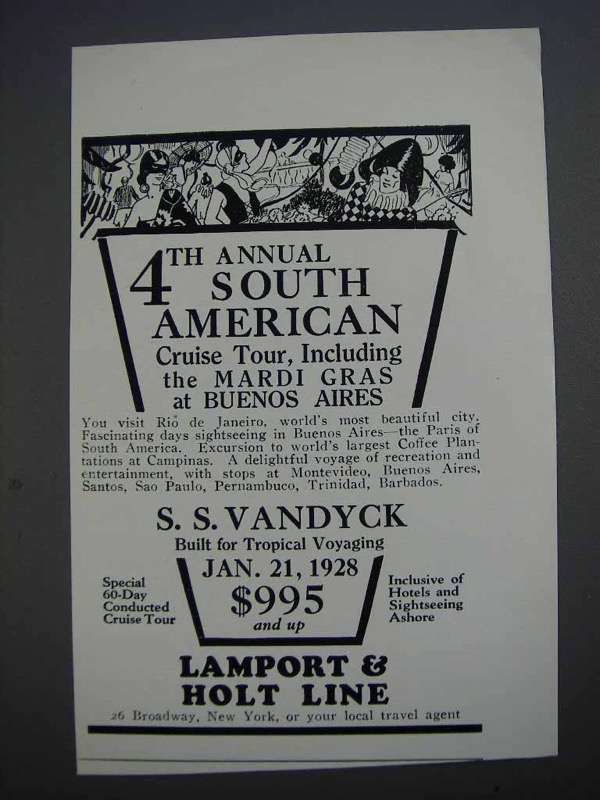 4TH ANNUAL
SOUTH
AMERICAN
Cruise Tour, Including
the MARDI GRAS
at BUENOS AIRES
You visit Rio de Janeiro, world's most beautiful city.
Fascinating days sightseeing in Buenos Aires—the Paris of
South America. Excursion to world's largest Coffee Plan-
tations at Campinas. A delightful voyage of recreation and
entertainment, with stops at Montevideo, Buenos Aires,
Santos, Sao Paulo, Pernambuco, Trinidad, Barbados.
S. S. VANDYCK
Built for Tropical Voyaging
JAN. 21, 1928
$995
and up
Special
60-Day
Conducted
Cruise Tour
Inclusive of
Hotels and
Sightseeing
Ashore
LAMPORT &
HOLT LINE
26 Broadway, New York, or your local travel agent